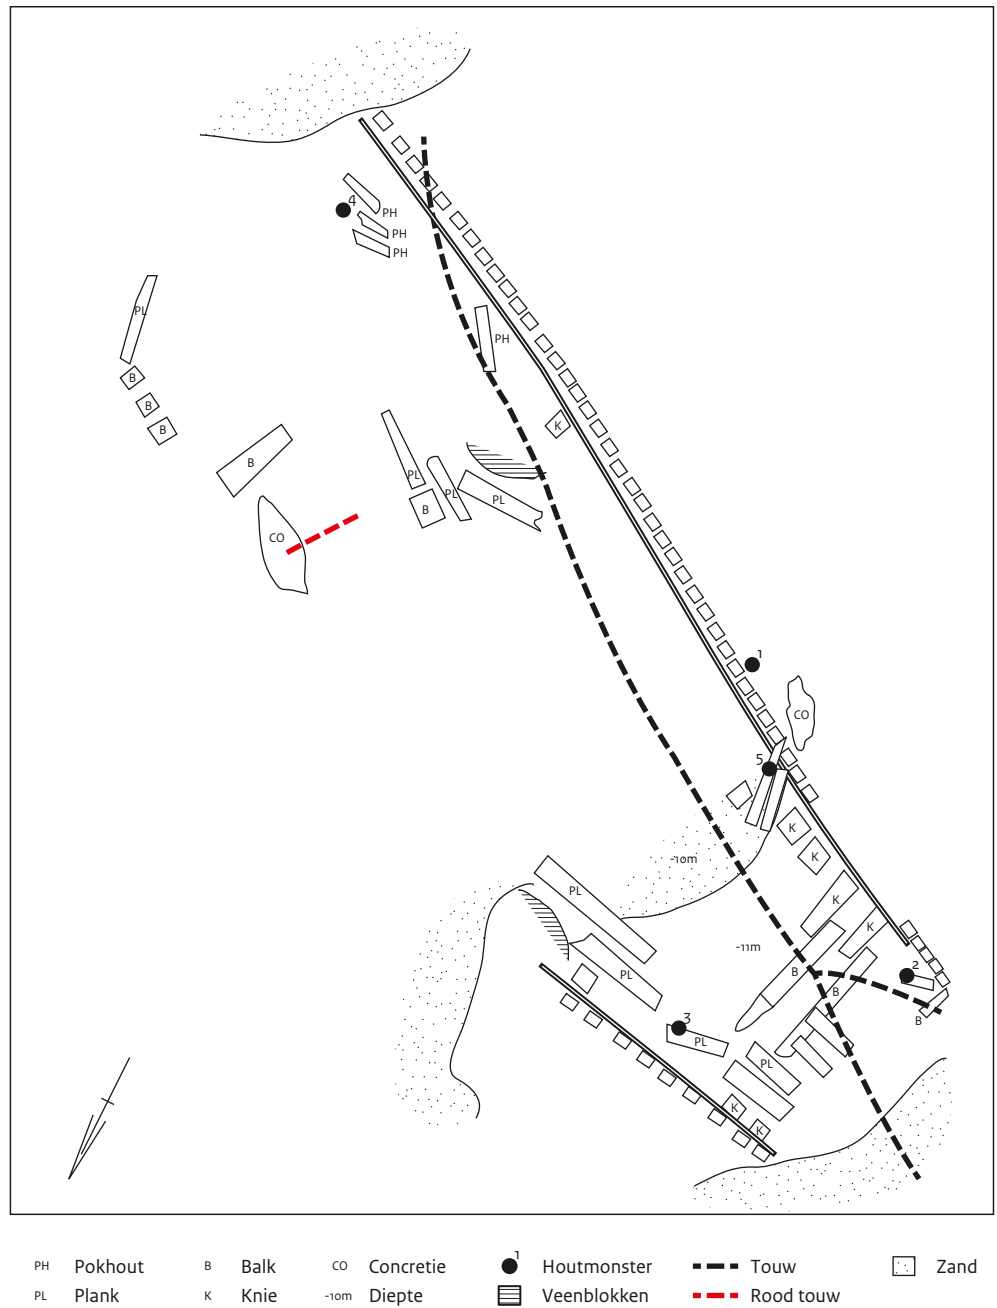 4
PH
PH
PH
PL
PH
B
B
B
K
B
PL
PL
PL
B
CO
1
CO
5
K
K
-10m
PL
K
K
-11m
B
2
PL
B
B
3
PL
PL
K
K
PH Pokhout B Balk CO Concretie 1 Houtmonster Touw Zand
PL Plank K Knie -10m Diepte Veenblokken Rood touw